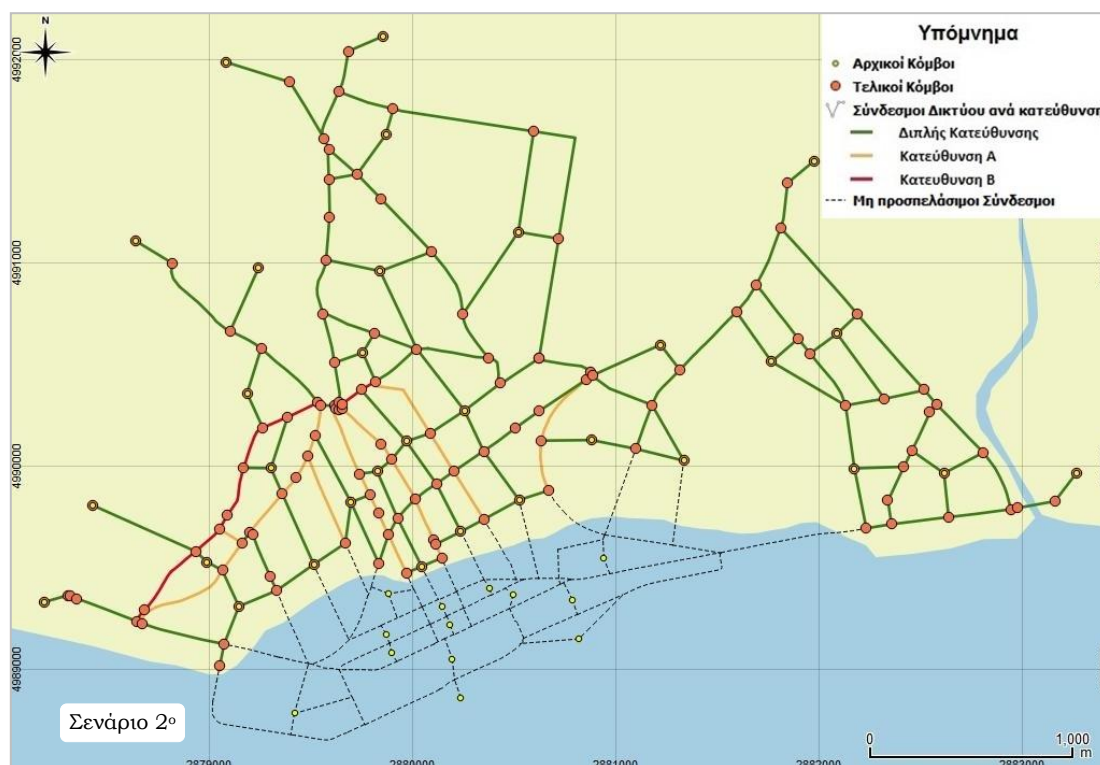 N
Υπόμνημα
Αρχικοί Κόμβοι
Τελικοί Κόμβοι
Σύνδεσμοι Δικτύου ανά κατεύθυνση
Διπλής Κατεύθυνσης
Κατεύθυνση Α
Κατευθυνση Β
Μη προσπελάσιμοι Σύνδεσμοι
4992000
4991000
4990000
4989000
Σενάριο 2ο
0 1,000
m
2879000 2880000 2881000 2882000 2883000